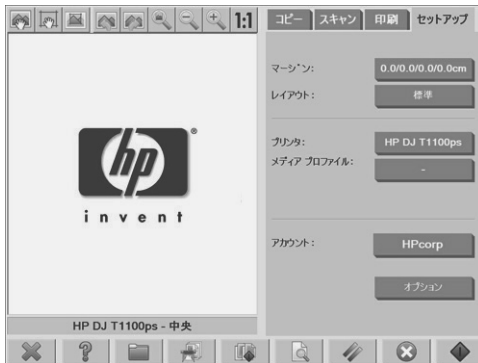 1:1
コピー スキャン 印刷 セットアップ
マージン: 0.0/0.0/0.0/0.0cm
レイアウト: 標準
プリンタ: HP DJ T1100ps
メディア プロファイル: -
hp
®
invent
アカウント: HPcorp
オプション
HP DJ T1100ps - 中央
?